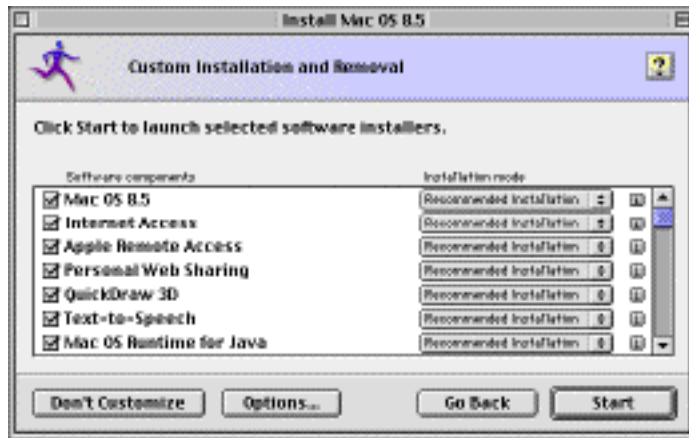 Install Mac OS 8.5
Custom Installation and Removal
?
Click Start to launch selected software installers.
Software components Installation mode
Mac OS 8.5 Recommended Installation
Internet Access Recommended Installation
Apple Remote Access Recommended Installation
Personal Web Sharing Recommended Installation
QuickDraw 3D Recommended Installation
Text-to-Speech Recommended Installation
Mac OS Runtime for Java Recommended Installation
Don't Customize Options... Go Back Start